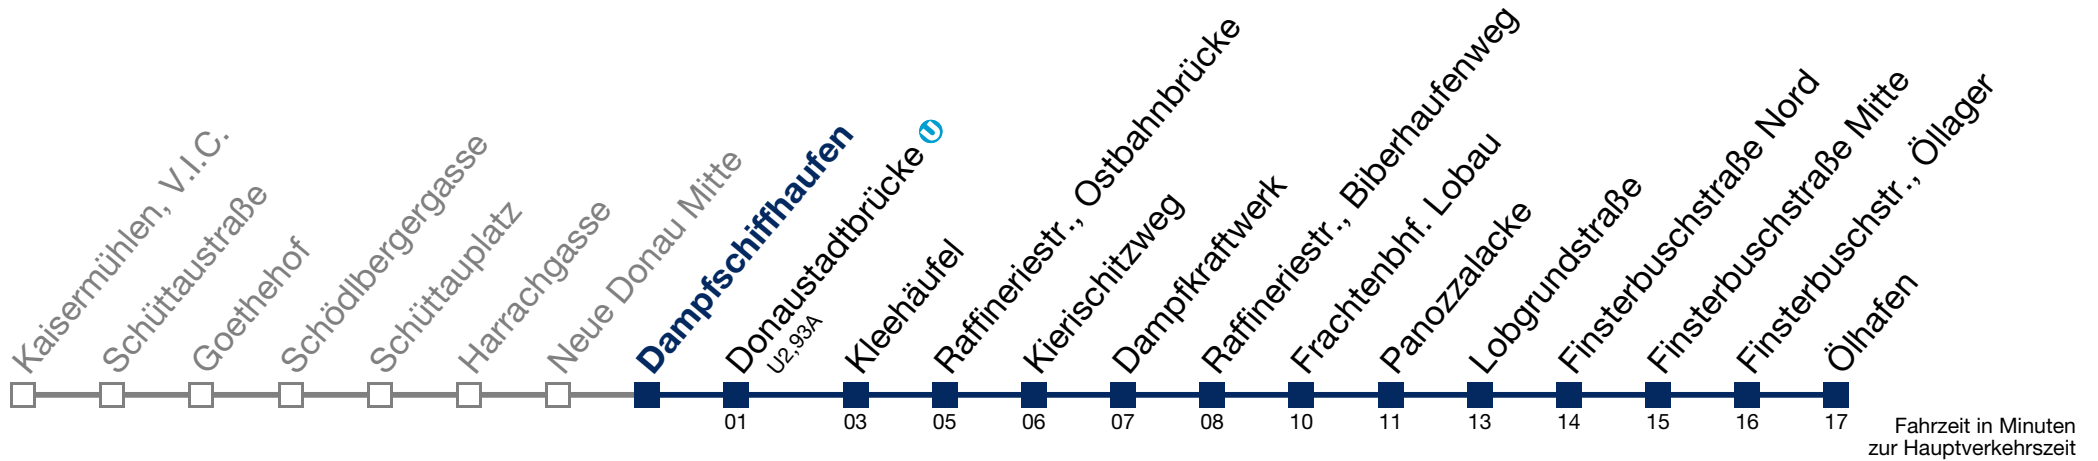 Kaisermühlen, V.I.C.
Schüttaustraße
Goethehof
Schödlbergergasse
Schüttauplatz
Harrachgasse
Neue Donau Mitte
Dampfschiffhaufen
Donaustadtbrücke U
U2,93A
Kleehäufel
Raffineriestr., Ostbahnbrücke
Kierischitzweg
Dampfkraftwerk
Raffineriestr., Biberhaufenweg
Frachtenbhf. Lobau
Panozzalacke
Lobgrundstraße
Finsterbuschstraße Nord
Finsterbuschstraße Mitte
Finsterbuschstr., Öllager
Ölhafen
01 03 05 06 07 08 10 11 13 14 15 16 17
Fahrzeit in Minuten
zur Hauptverkehrszeit